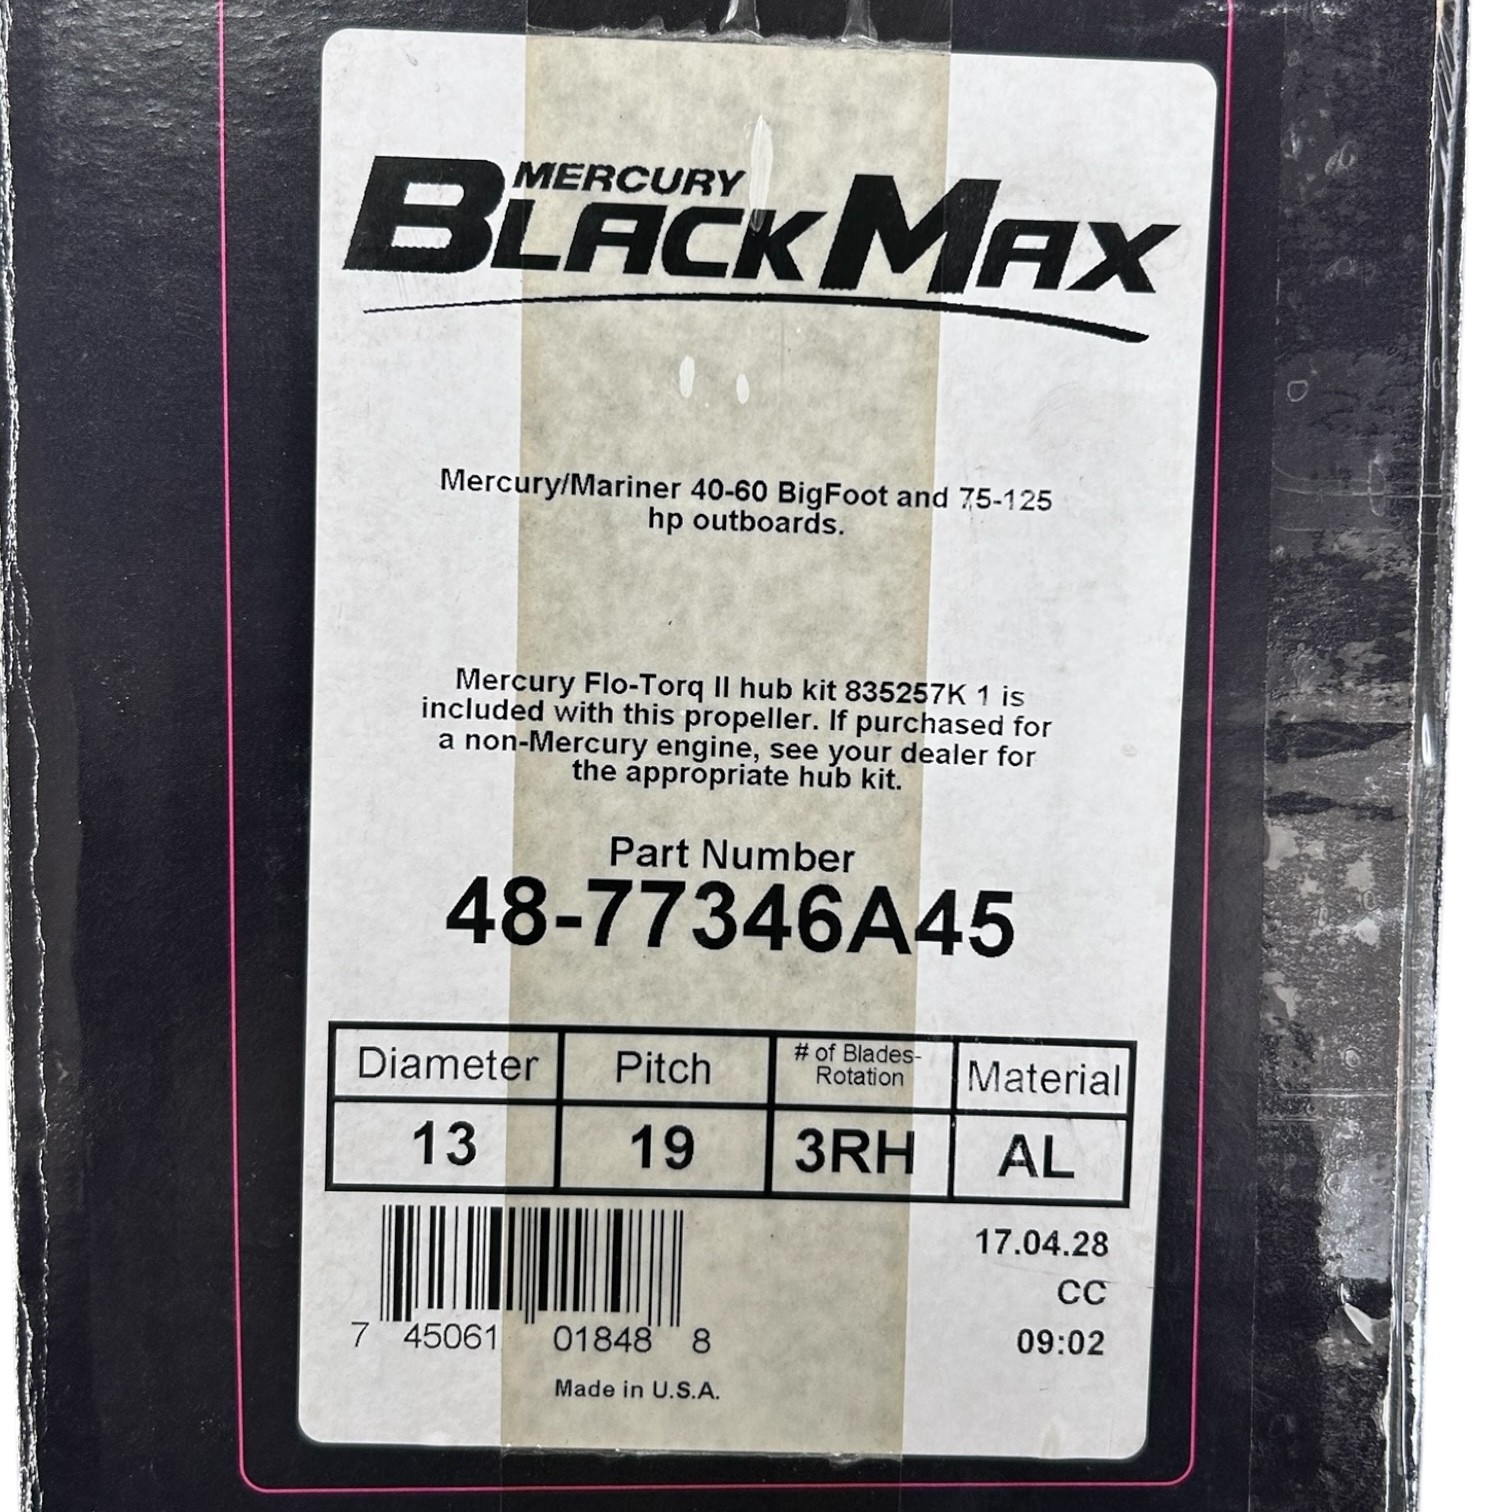 MERCURY
BLACKMAX
Mercury/Mariner 40-60 BigFoot and 75-125
hp outboards.
Mercury Flo-Torq II hub kit 835257K 1 is
included with this propeller. If purchased for
a non-Mercury engine, see your dealer for
the appropriate hub kit.
Part Number
48-77346A45
Diameter Pitch # of Blades- Material
Rotation
13 19 3RH AL
17.04.28
CC
7 45061 01848 8 09:02
Made in U.S.A.